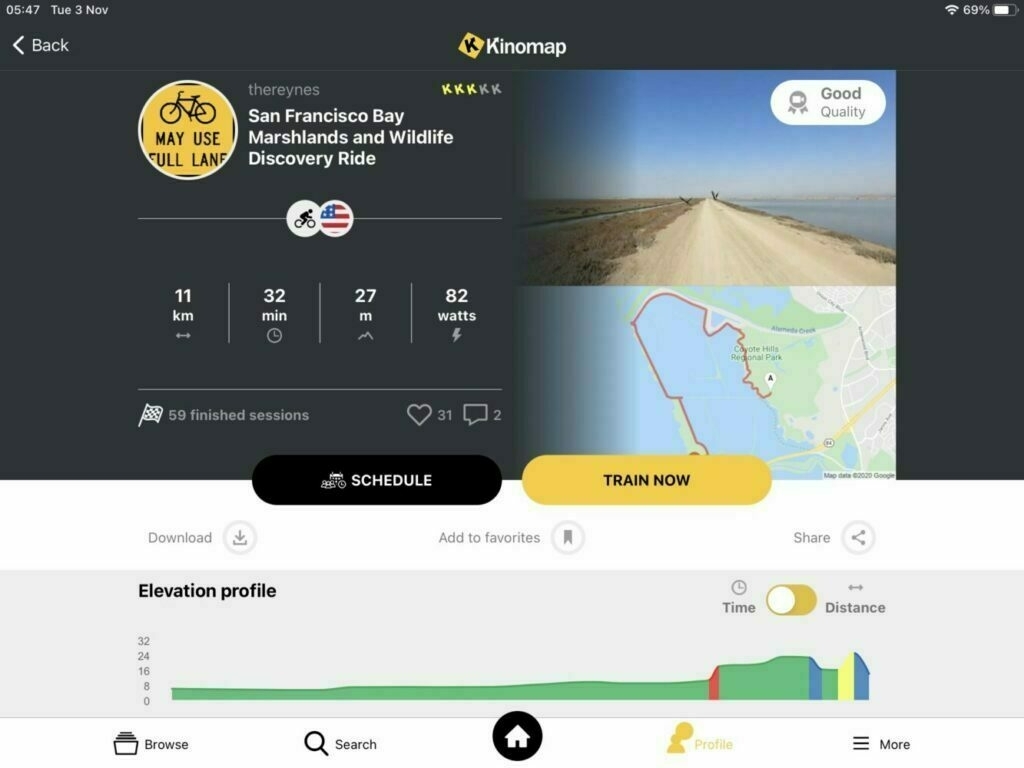 05:47 Tue 3 Nov
69%
Back
Kinomap
thereynes
KKKKK
San Francisco Bay
Marshlands and Wildlife
Discovery Ride
MAY USE
FULL LANE
Good
Quality
11
km
32
min
27
m
82
watts
59 finished sessions
31
2
Alameda Creek
Coyote Hills
Regional Park
A
84
Map data ©2020 Google
SCHEDULE
TRAIN NOW
Download
Add to favorites
Share
Elevation profile
Time
Distance
32
24
16
8
0
Browse
Search
Profile
More